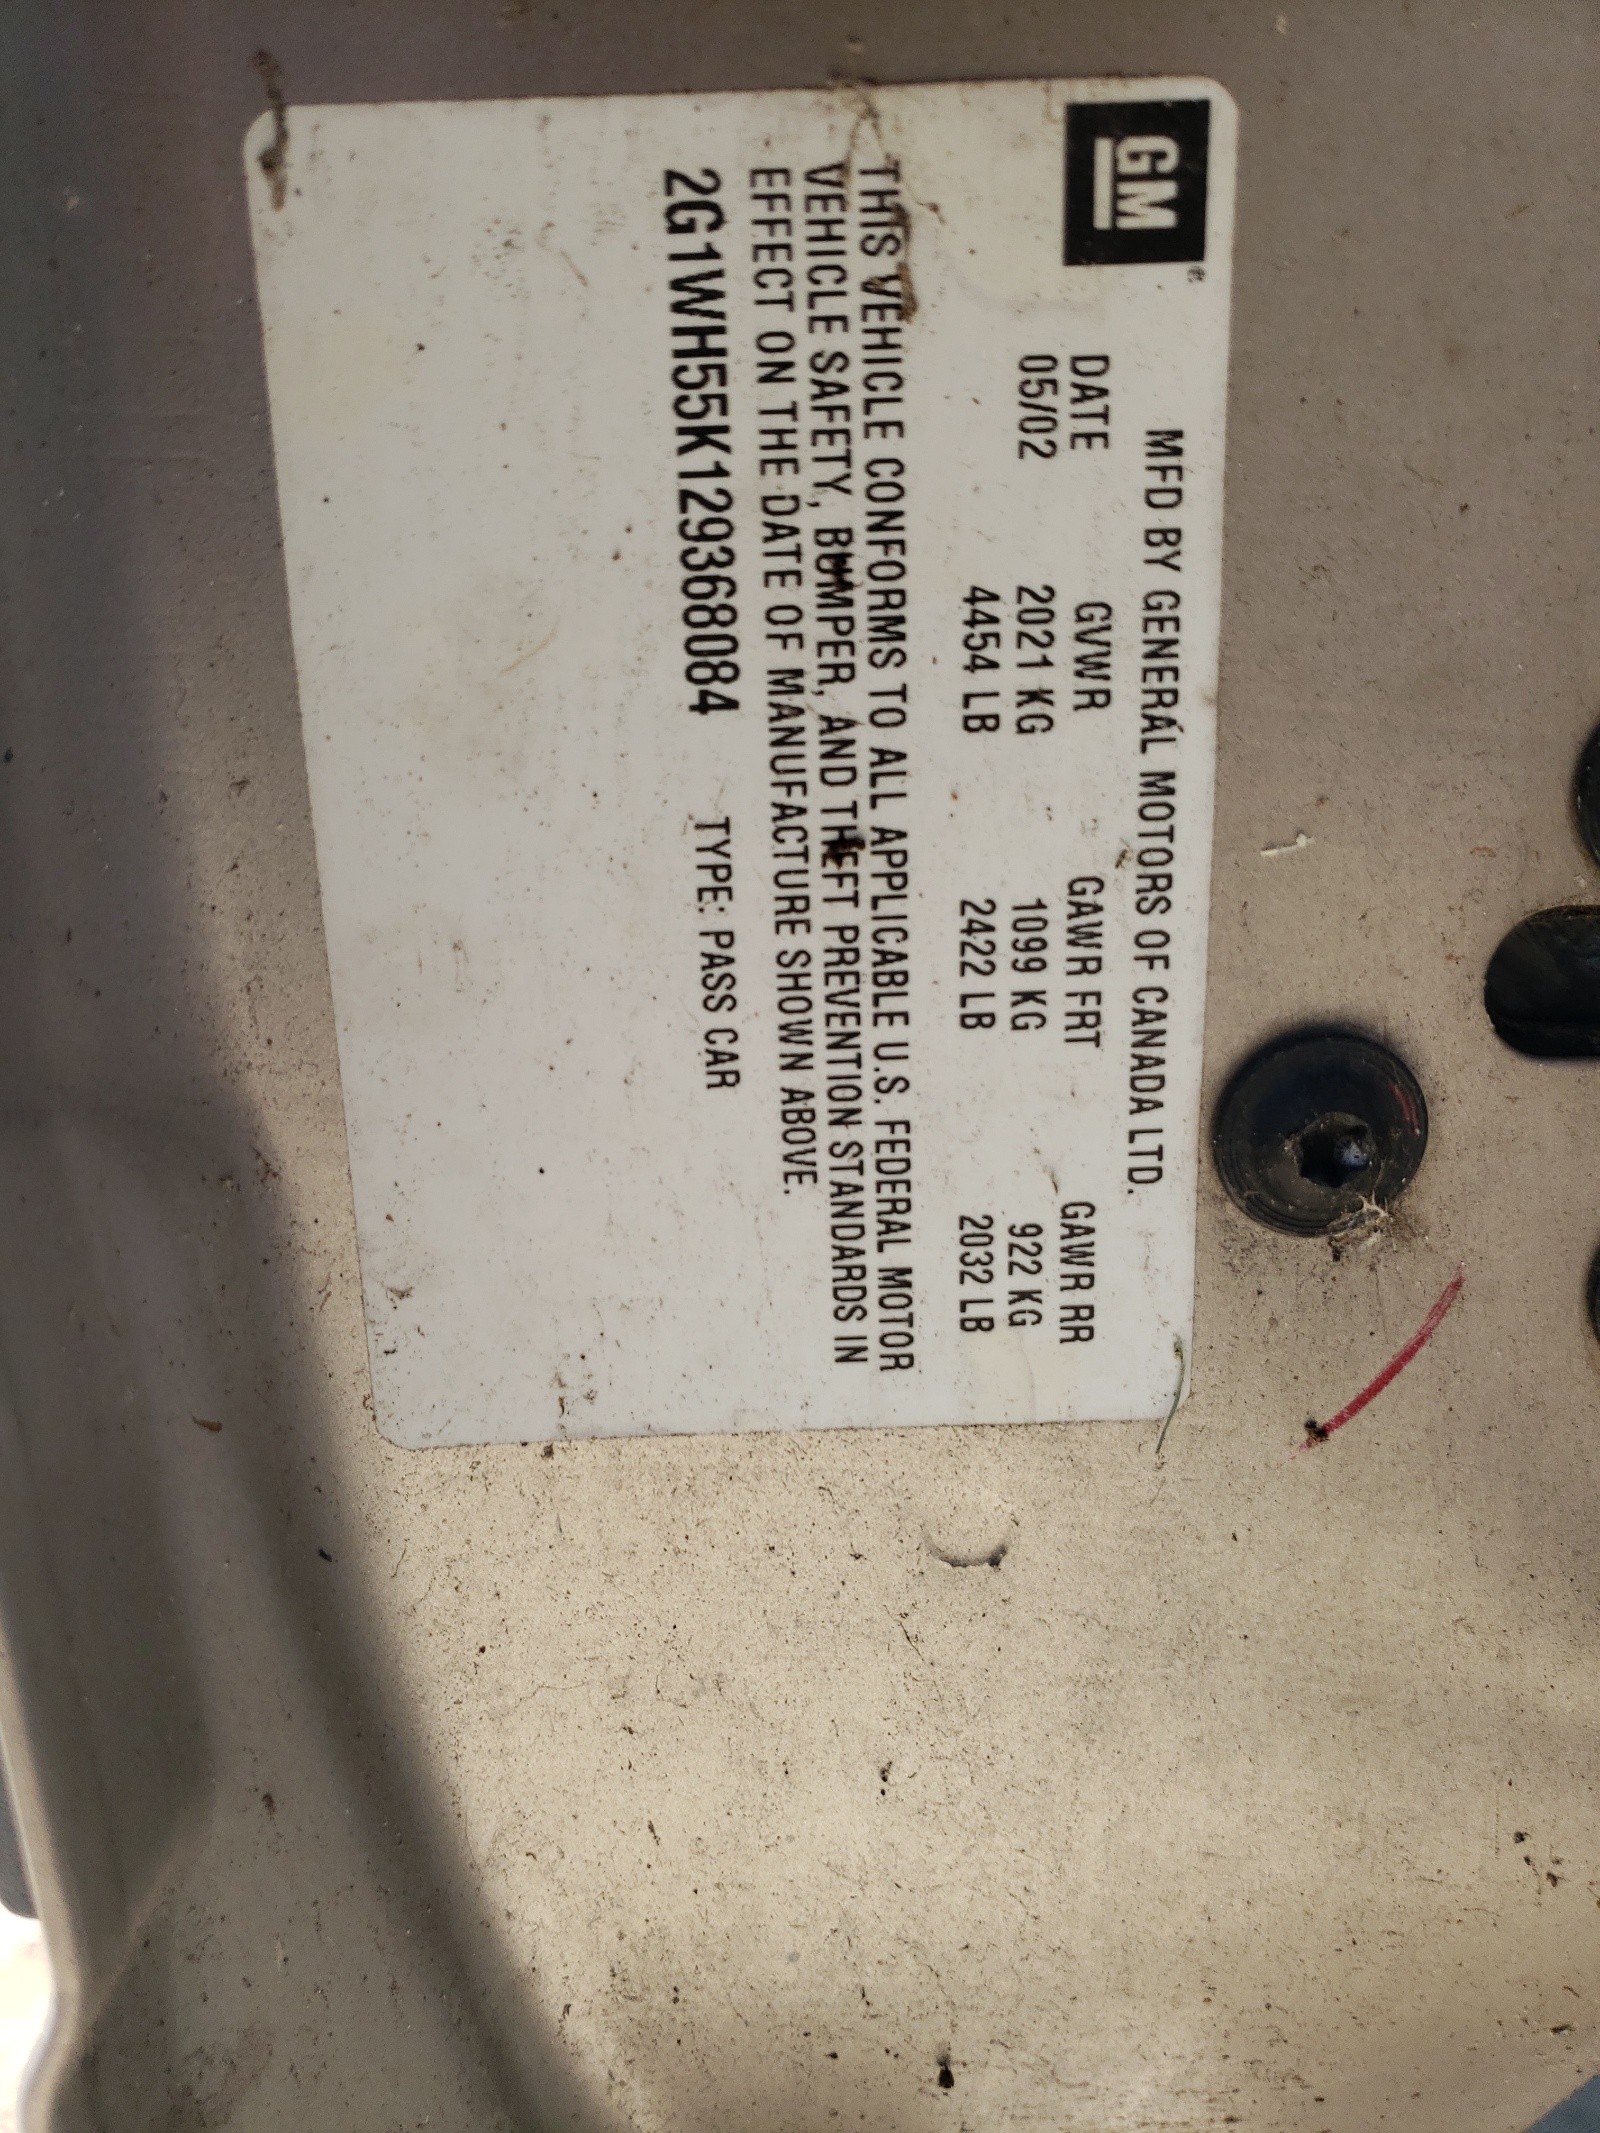 GM®
MFD BY GENERAL MOTORS OF CANADA LTD.
DATE GVWR GAWR FRT GAWR RR
05/02 2021 KG 1099 KG 922 KG
4454 LB 2422 LB 2032 LB
THIS VEHICLE CONFORMS TO ALL APPLICABLE U.S. FEDERAL MOTOR
VEHICLE SAFETY, BUMPER, AND THEFT PREVENTION STANDARDS IN
EFFECT ON THE DATE OF MANUFACTURE SHOWN ABOVE.
2G1WH55K129368084 TYPE: PASS CAR